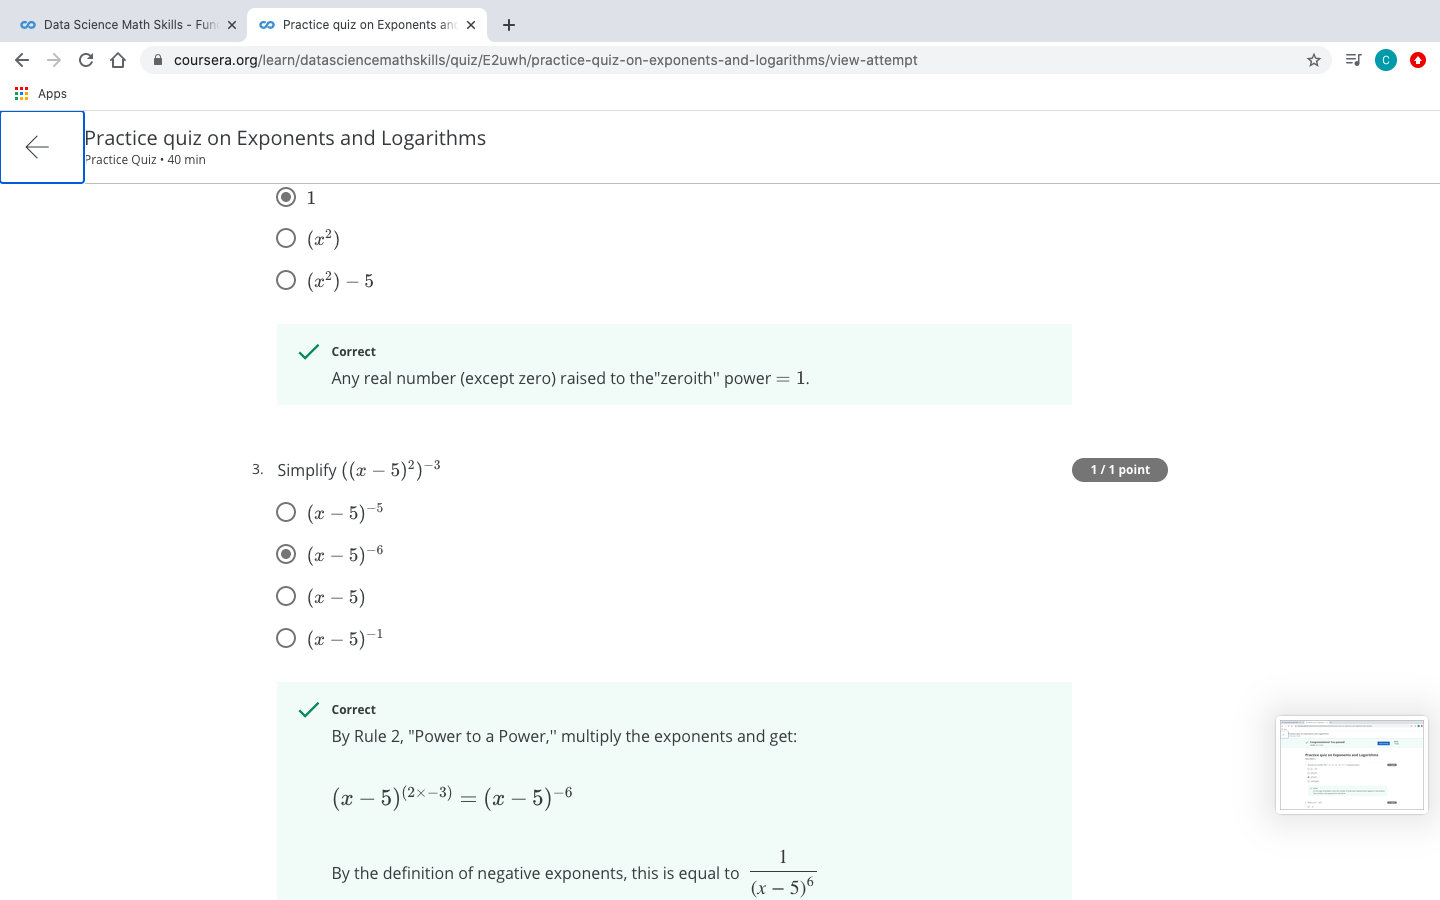 Data Science Math Skills - Fun
Practice quiz on Exponents an
coursera.org/learn/datasciencemathskills/quiz/E2uwh/practice-quiz-on-exponents-and-logarithms/view-attempt
C
Apps
Practice quiz on Exponents and Logarithms
Practice Quiz • 40 min
1
(x²)
(x²) − 5
Correct
Any real number (except zero) raised to the"zeroith'' power = 1.
3. Simplify ((x − 5)²)⁻³
1 / 1 point
(x − 5)⁻⁵
(x − 5)⁻⁶
(x − 5)
(x − 5)⁻¹
Correct
By Rule 2, "Power to a Power,'' multiply the exponents and get:
(x − 5)^(2×−3) = (x − 5)⁻⁶
By the definition of negative exponents, this is equal to 1/(x − 5)⁶